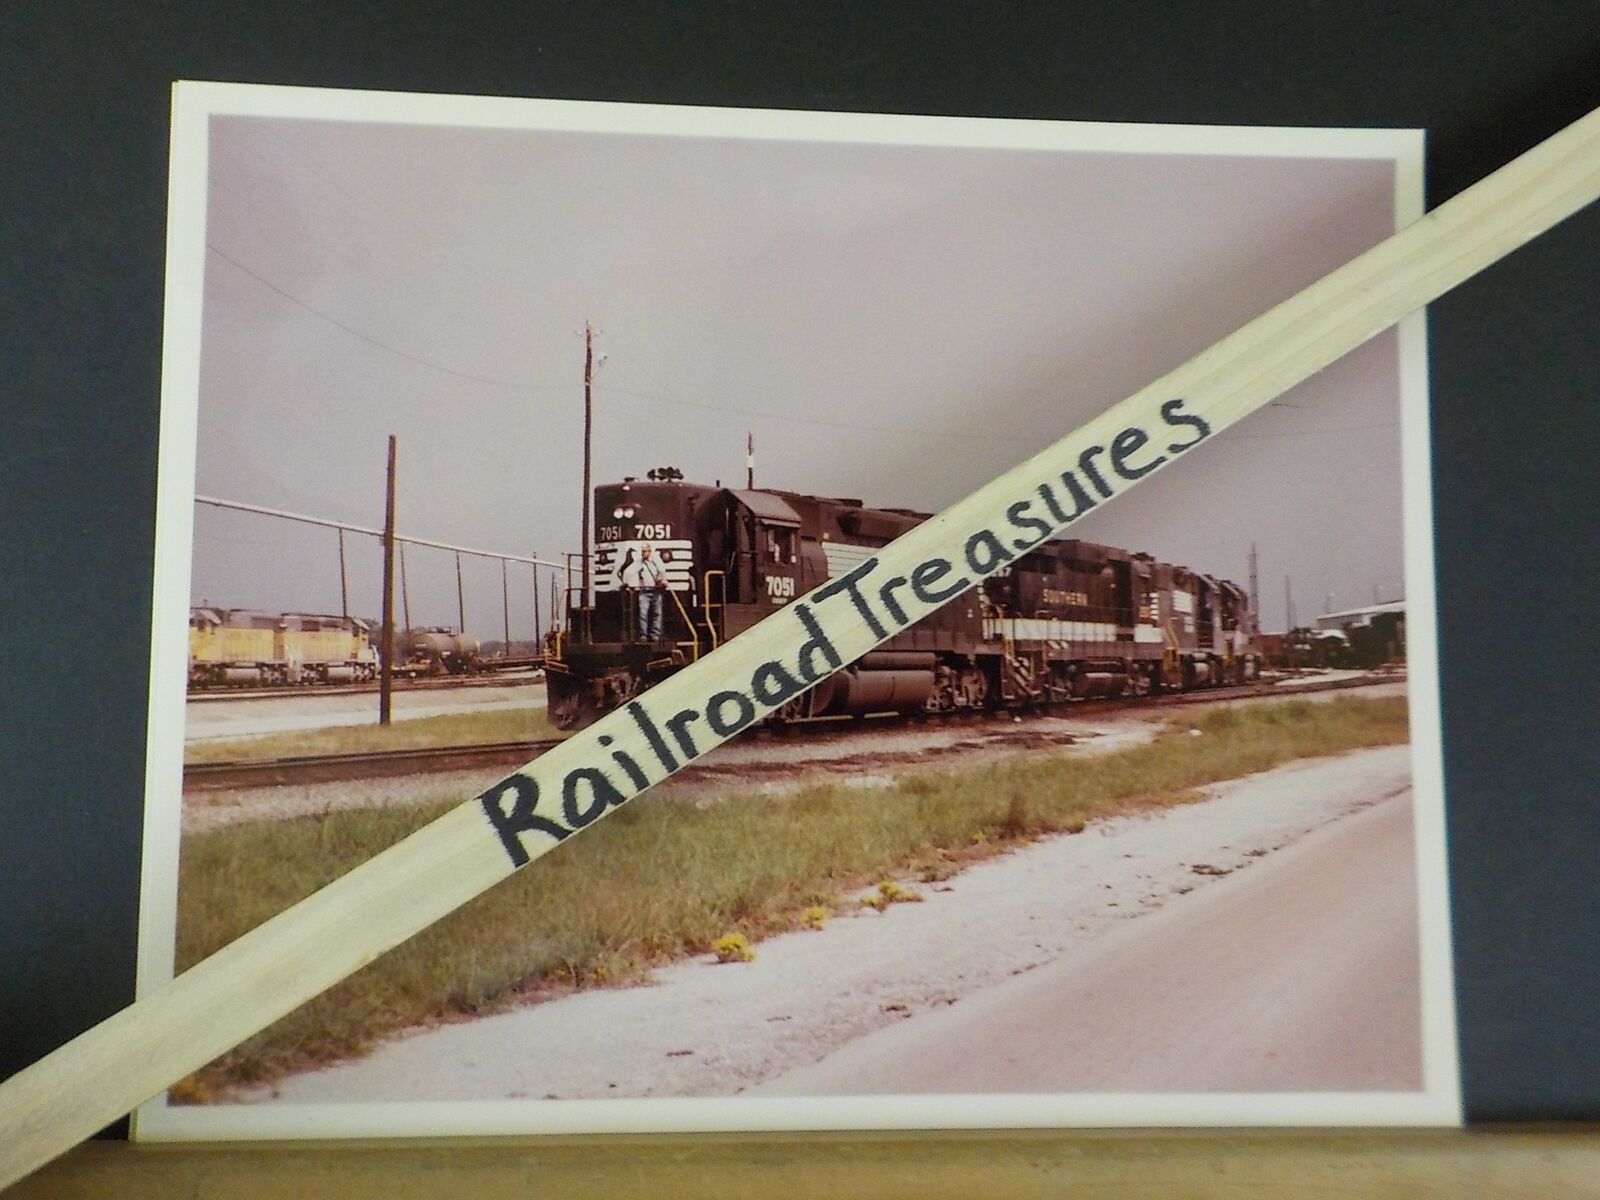 7051 7051
7051
SOUTHERN
Railroad Treasures